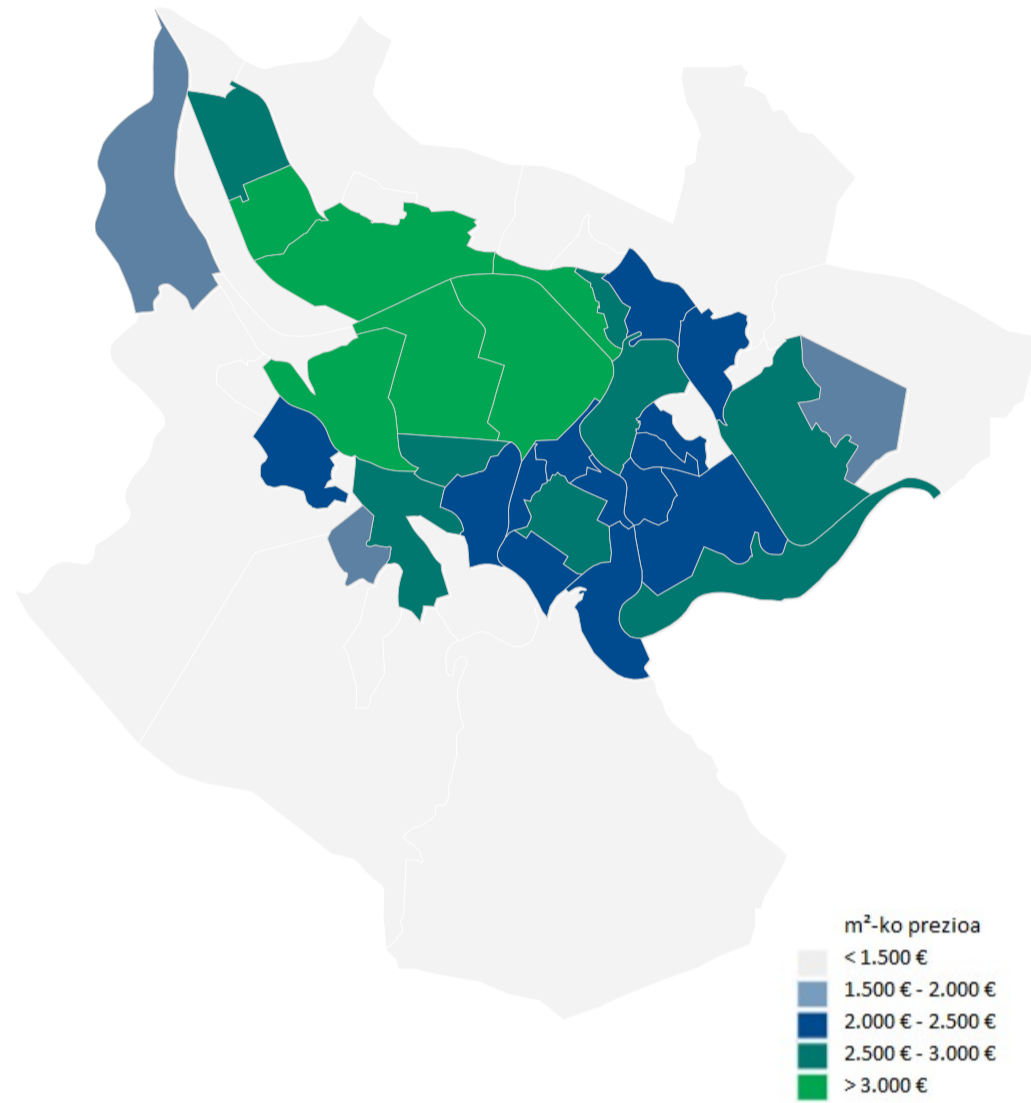 m²-ko prezioa
< 1.500 €
1.500 € - 2.000 €
2.000 € - 2.500 €
2.500 € - 3.000 €
> 3.000 €